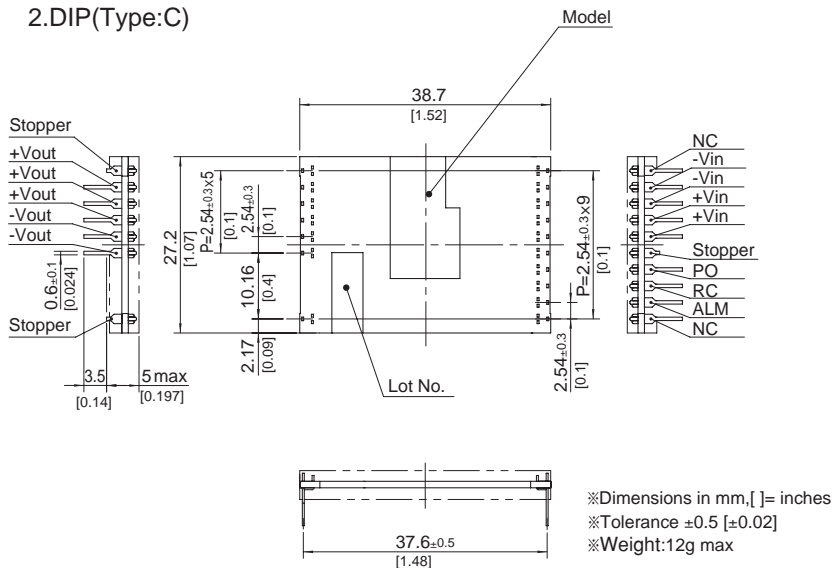 2.DIP(Type:C)
Model
38.7
[1.52]
Stopper
+Vout
+Vout
+Vout
-Vout
-Vout
Stopper
0.6±0.1
[0.024]
3.5
[0.14]
5 max
[0.197]
27.2
[1.07]
P=2.54±0.3x5
[0.1]
2.54±0.3
[0.1]
10.16
[0.4]
2.17
[0.09]
Lot No.
P=2.54±0.3x9
[0.1]
2.54±0.3
[0.1]
NC
-Vin
-Vin
+Vin
+Vin
Stopper
PO
RC
ALM
NC
37.6±0.5
[1.48]
※Dimensions in mm,[ ]= inches
※Tolerance ±0.5 [±0.02]
※Weight:12g max